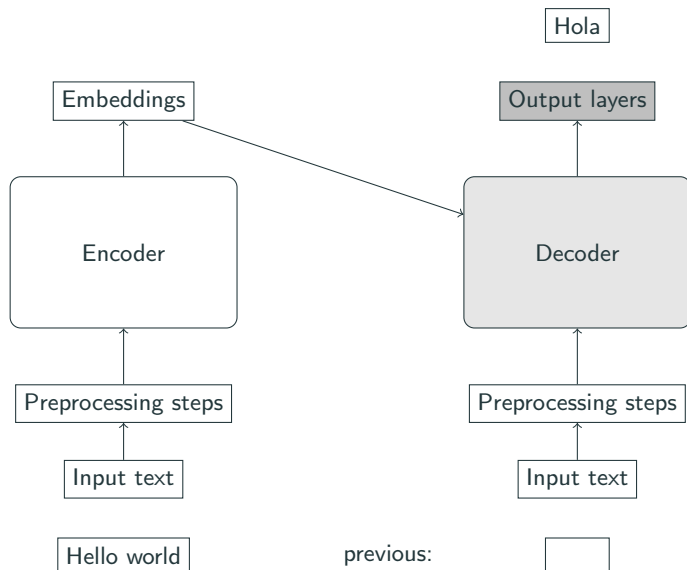 Hola
Embeddings
Output layers
Encoder
Decoder
Preprocessing steps
Preprocessing steps
Input text
Input text
Hello world
previous: